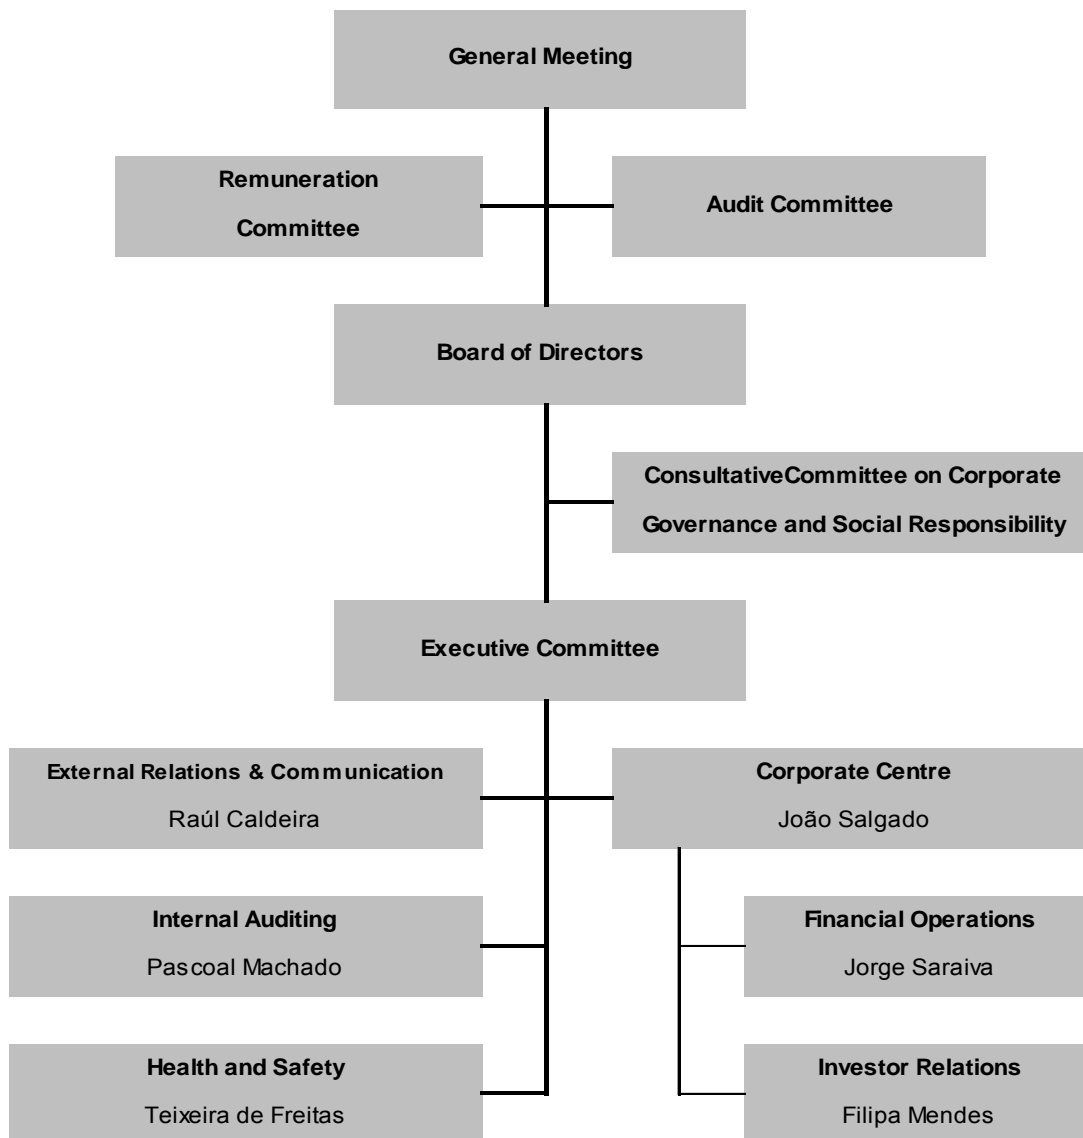 General Meeting
Remuneration
Committee
Audit Committee
Board of Directors
ConsultativeCommittee on Corporate
Governance and Social Responsibility
Executive Committee
External Relations & Communication
Raúl Caldeira
Corporate Centre
João Salgado
Internal Auditing
Pascoal Machado
Financial Operations
Jorge Saraiva
Health and Safety
Teixeira de Freitas
Investor Relations
Filipa Mendes